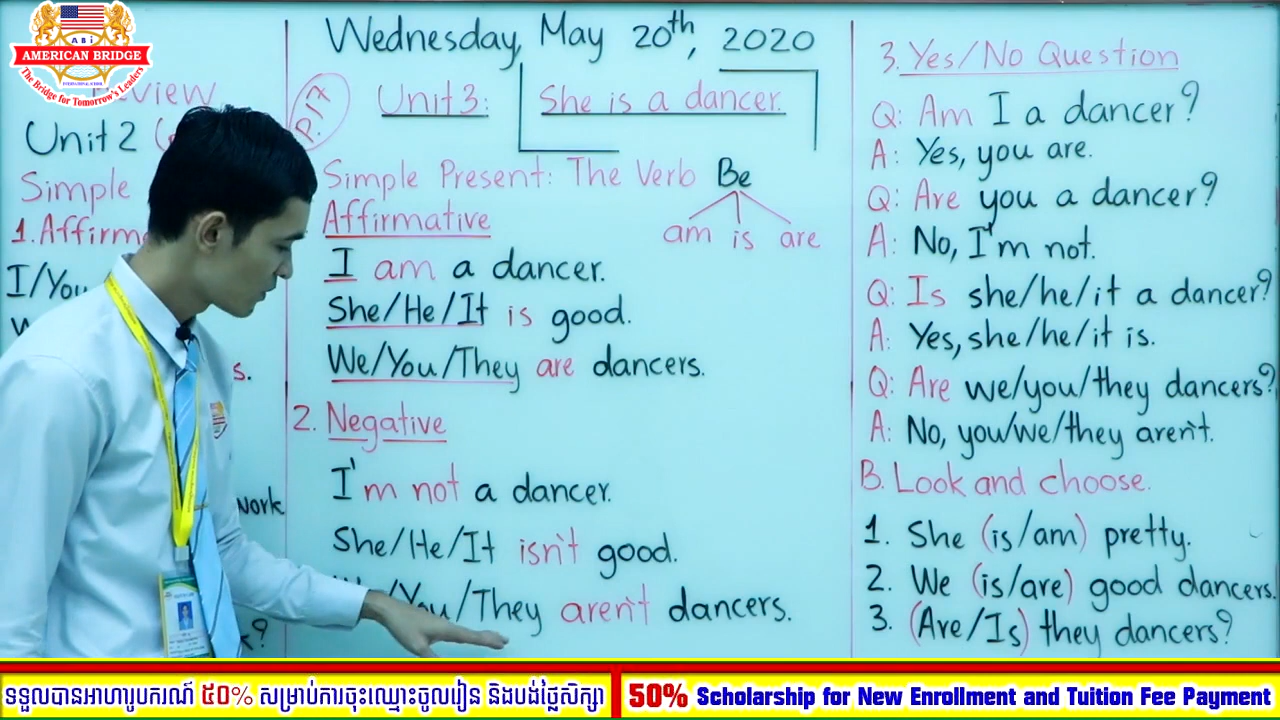 ABi
AMERICAN BRIDGE
The Bridge for Tomorrow's Leaders
Unit 2
Simple
1. Affirm
I/You
s.
work
Wednesday, May 20th, 2020
P.17
Unit 3: She is a dancer.
Simple Present: The Verb Be
am is are
Affirmative
I am a dancer.
She/He/It is good.
We/You/They are dancers.
2. Negative
I'm not a dancer.
She/He/It isn't good.
You/They aren't dancers.
3. Yes/No Question
Q: Am I a dancer?
A: Yes, you are.
Q: Are you a dancer?
A: No, I'm not.
Q: Is she/he/it a dancer?
A: Yes, she/he/it is.
Q: Are we/you/they dancers?
A: No, you/we/they aren't.
B. Look and choose.
1. She (is/am) pretty.
2. We (is/are) good dancers.
3. (Are/Is) they dancers?
ទទួលបានអាហារូបករណ៍ ៥០% សម្រាប់ការចុះឈ្មោះចូលរៀន និងបង់ថ្លៃសិក្សា
50% Scholarship for New Enrollment and Tuition Fee Payment